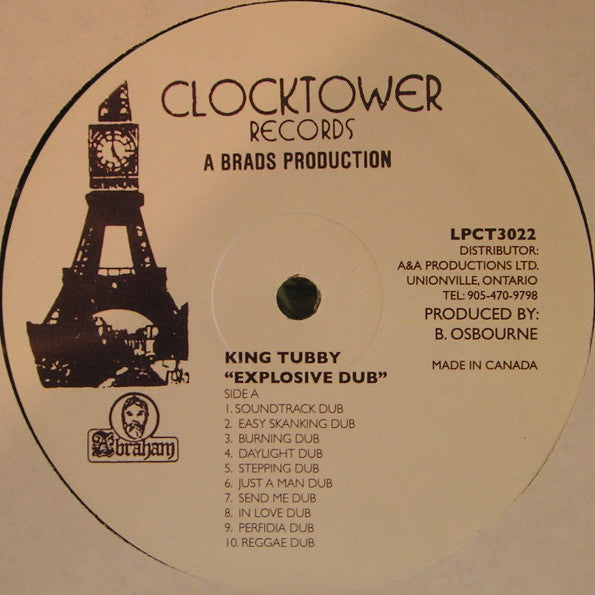 CLOCKTOWER
RECORDS
A BRADS PRODUCTION
LPCT3022
DISTRIBUTOR:
A&A PRODUCTIONS LTD.
UNIONVILLE, ONTARIO
TEL: 905-470-9798
PRODUCED BY:
B. OSBOURNE
MADE IN CANADA
KING TUBBY
“EXPLOSIVE DUB”
SIDE A
1. SOUNDTRACK DUB
2. EASY SKANKING DUB
3. BURNING DUB
4. DAYLIGHT DUB
5. STEPPING DUB
6. JUST A MAN DUB
7. SEND ME DUB
8. IN LOVE DUB
9. PERFIDIA DUB
10. REGGAE DUB
Abraham